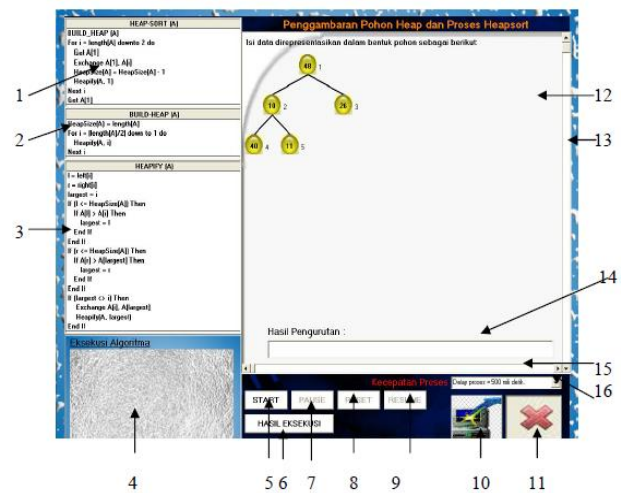 HEAP-SORT (A)
BUILD_HEAP (A)
For i = length(A) downto 2 do
Get A[1]
Exchange A[1], A[i]
HeapSize[A] = HeapSize[A] - 1
Heapify(A, 1)
Next i
Get A[1]
BUILD-HEAP (A)
HeapSize(A) = length(A)
For i = (length(A)/2) down to 1 do
Heapify(A, i)
Next i
HEAPIFY (A)
l = left(i)
r = right(i)
largest = i
If (l <= HeapSize[A]) Then
If A[l] > A[i] Then
largest = l
End If
End If
If (r <= HeapSize[A]) Then
If A[r] > A[largest] Then
largest = r
End If
End If
If (largest <> i) Then
Exchange A[i], A[largest]
Heapify(A, largest)
End If
Eksekusi Algoritma
Penggambaran Pohon Heap dan Proses Heapsort
Isi data direpresentasikan dalam bentuk pohon sebagai berikut:
48 1
10 2
26 3
40 4
11 5
Hasil Pengurutan :
Kecepatan Proses
Delay proses = 500 mili detik.
START
PAUSE
RESET
RESUME
HASIL EKSEKUSI
1
2
3
4
5
6
7
8
9
10
11
12
13
14
15
16